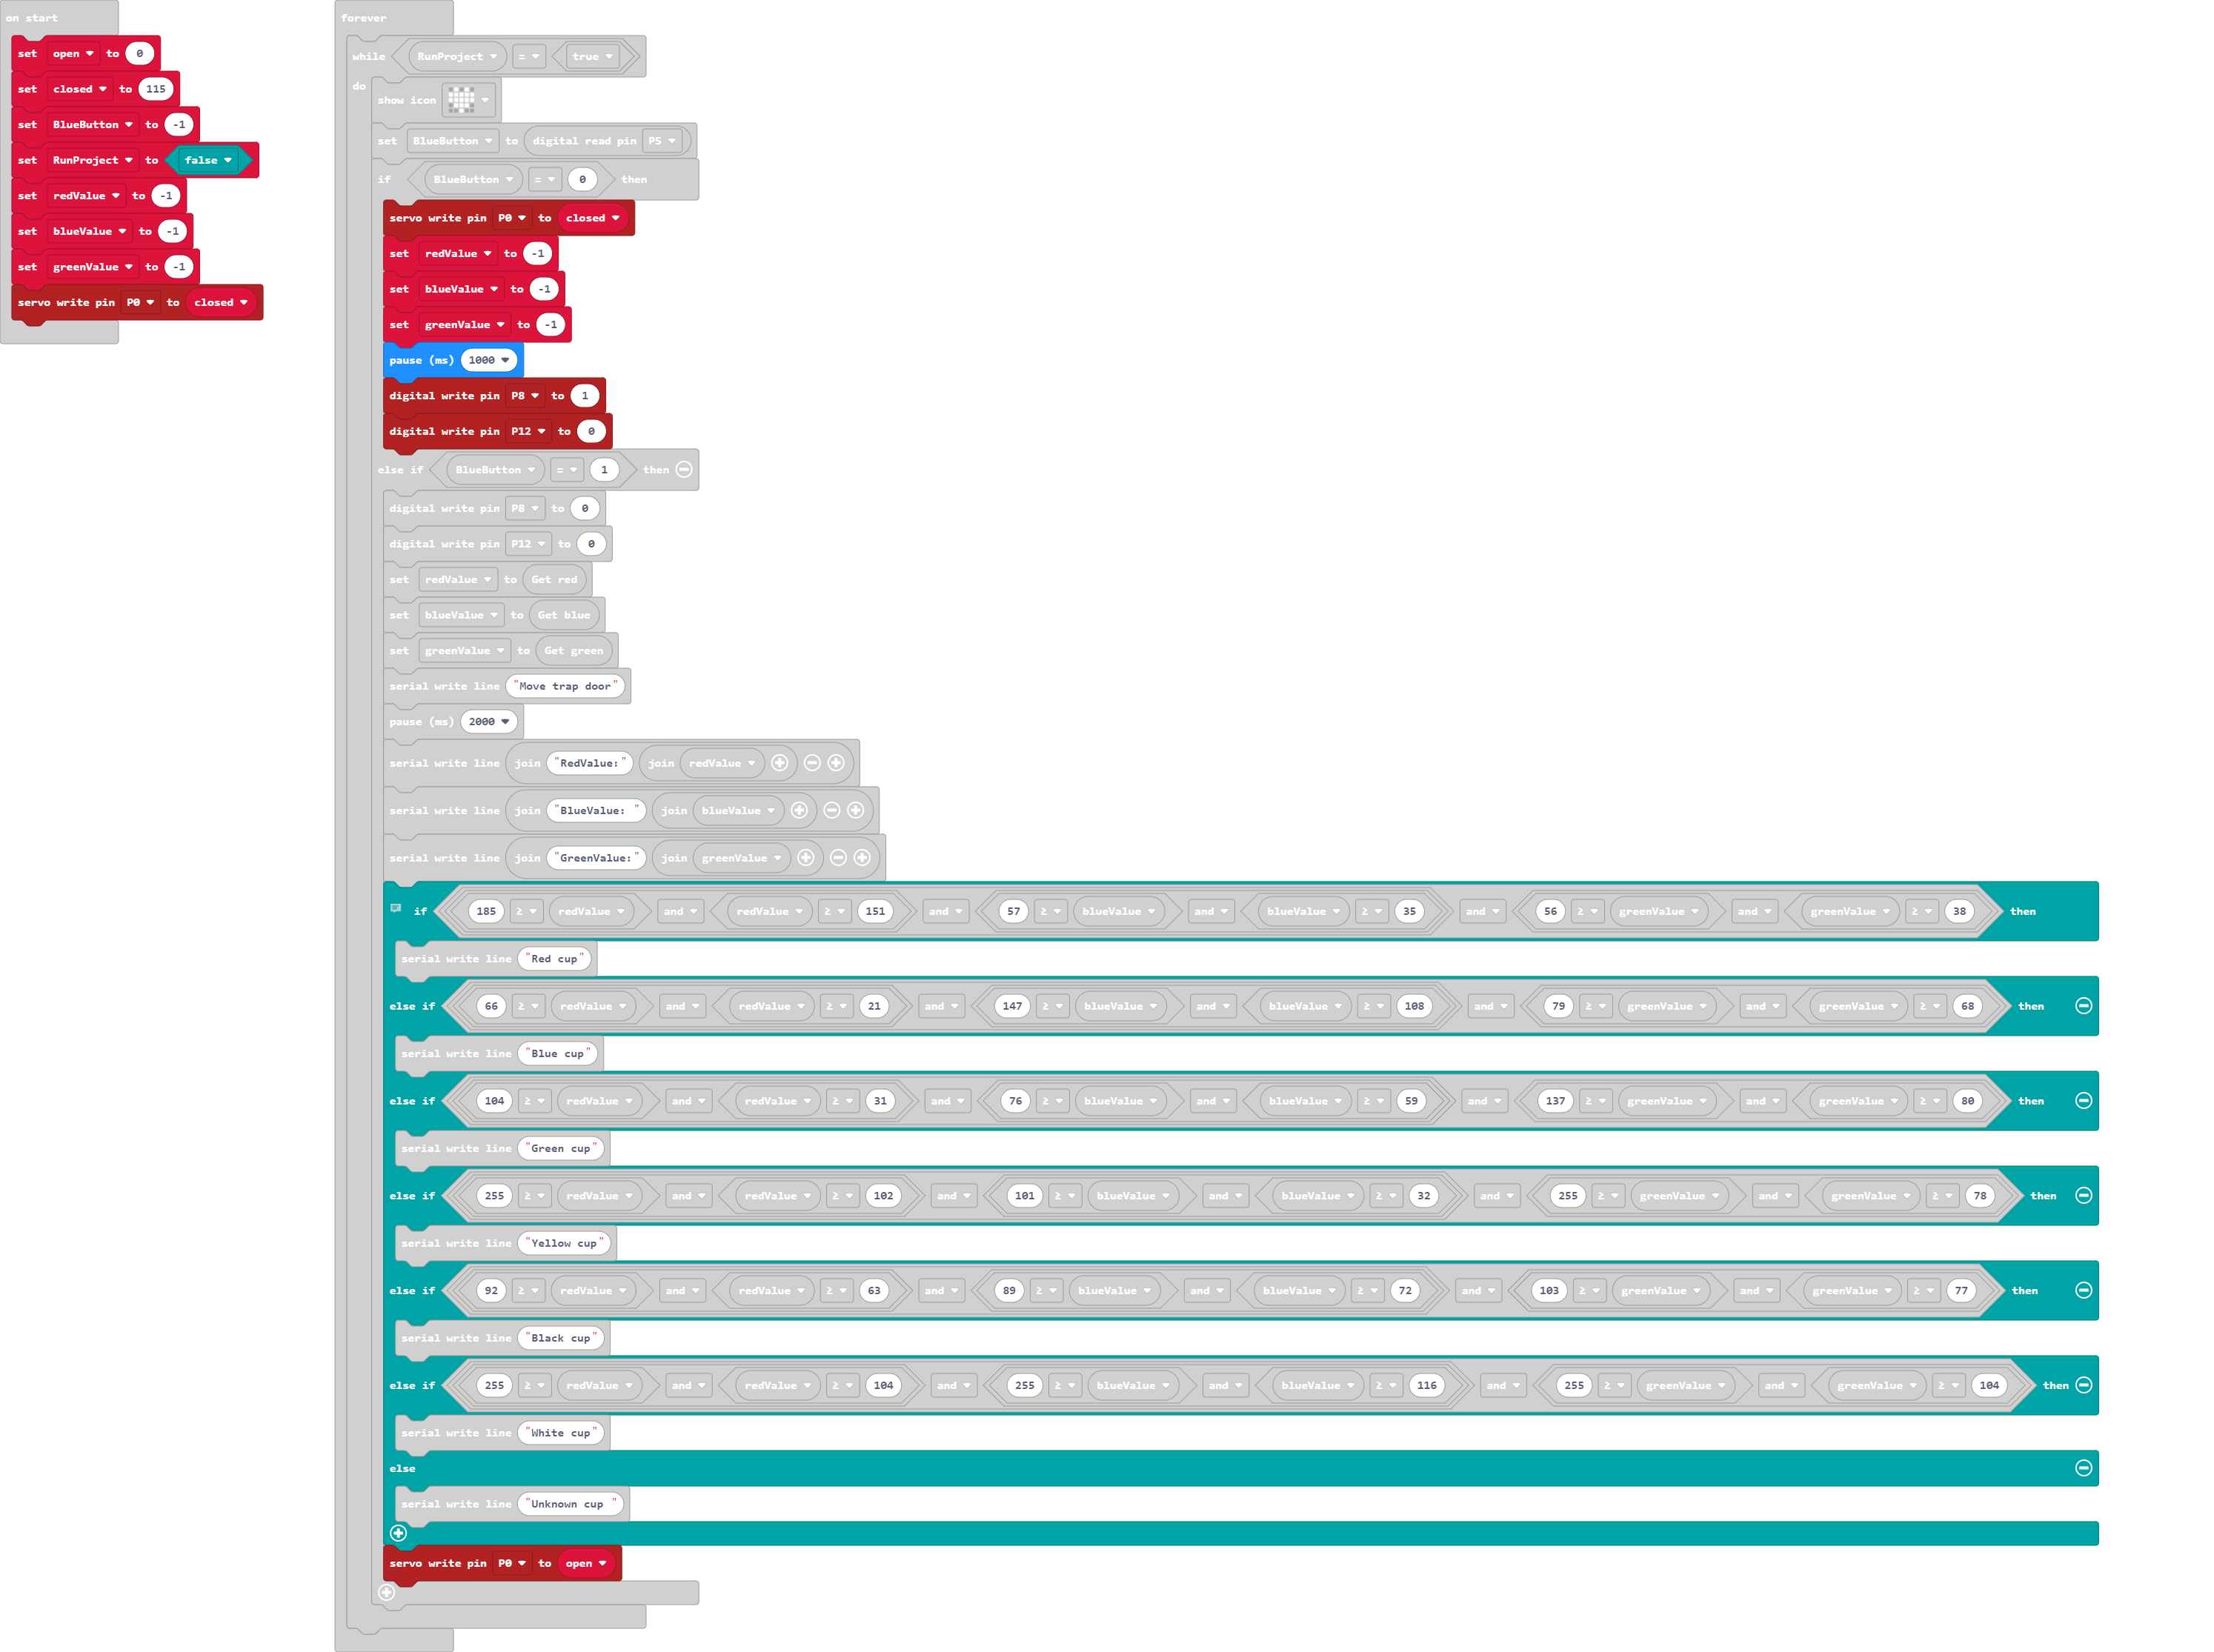 on start
set open to 0
set closed to 115
set BlueButton to -1
set RunProject to false
set redValue to -1
set blueValue to -1
set greenValue to -1
servo write pin P0 to closed
forever
while RunProject = true
do
show icon
set BlueButton to digital read pin P5
if BlueButton = 0 then
servo write pin P0 to closed
set redValue to -1
set blueValue to -1
set greenValue to -1
pause (ms) 1000
digital write pin P8 to 1
digital write pin P12 to 0
else if BlueButton = 1 then
digital write pin P8 to 0
digital write pin P12 to 0
set redValue to Get red
set blueValue to Get blue
set greenValue to Get green
serial write line "Move trap door"
pause (ms) 2000
serial write line join "RedValue:" join redValue
serial write line join "BlueValue: " join blueValue
serial write line join "GreenValue:" join greenValue
if 185 ≥ redValue and redValue ≥ 151 and 57 ≥ blueValue and blueValue ≥ 35 and 56 ≥ greenValue and greenValue ≥ 38 then
serial write line "Red cup"
else if 66 ≥ redValue and redValue ≥ 21 and 147 ≥ blueValue and blueValue ≥ 108 and 79 ≥ greenValue and greenValue ≥ 68 then
serial write line "Blue cup"
else if 104 ≥ redValue and redValue ≥ 31 and 76 ≥ blueValue and blueValue ≥ 59 and 137 ≥ greenValue and greenValue ≥ 80 then
serial write line "Green cup"
else if 255 ≥ redValue and redValue ≥ 102 and 101 ≥ blueValue and blueValue ≥ 32 and 255 ≥ greenValue and greenValue ≥ 78 then
serial write line "Yellow cup"
else if 92 ≥ redValue and redValue ≥ 63 and 89 ≥ blueValue and blueValue ≥ 72 and 103 ≥ greenValue and greenValue ≥ 77 then
serial write line "Black cup"
else if 255 ≥ redValue and redValue ≥ 104 and 255 ≥ blueValue and blueValue ≥ 116 and 255 ≥ greenValue and greenValue ≥ 104 then
serial write line "White cup"
else
serial write line "Unknown cup "
servo write pin P0 to open